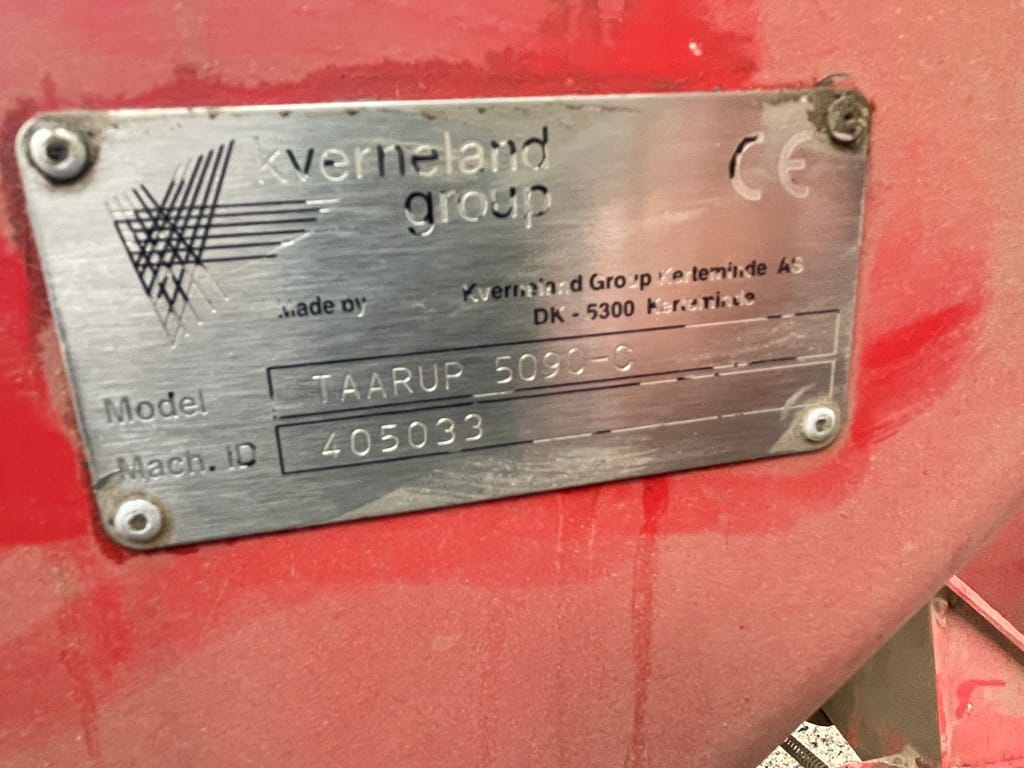 kverneland
group
CE
Made by
Kverneland Group Kerteminde AS
DK - 5300 Kerteminde
Model TAARUP 5090-C
Mach. ID 405033